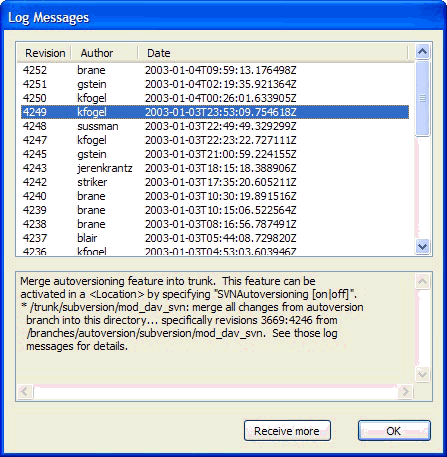 Log Messages
Revision Author Date
4252 brane 2003-01-04T09:59:13.176498Z
4251 gstein 2003-01-04T02:19:35.921364Z
4250 kfogel 2003-01-04T00:26:01.633905Z
4249 kfogel 2003-01-03T23:53:09.754618Z
4248 sussman 2003-01-03T22:49:49.329299Z
4247 kfogel 2003-01-03T22:23:22.727111Z
4245 gstein 2003-01-03T21:00:59.224155Z
4243 jerenkrantz 2003-01-03T18:15:18.388906Z
4242 striker 2003-01-03T17:35:20.605211Z
4240 brane 2003-01-03T10:30:19.891516Z
4239 brane 2003-01-03T10:15:06.522564Z
4238 brane 2003-01-03T08:16:56.787491Z
4237 blair 2003-01-03T05:44:08.729820Z
4236 kfogel 2003-01-03T04:53:03.603946Z
Merge autoversioning feature into trunk. This feature can be
activated in a <Location> by specifying "SVNAutoversioning [on|off]".
* /trunk/subversion/mod_dav_svn: merge all changes from autoversion
branch into this directory... specifically revisions 3669:4246 from
/branches/autoversion/subversion/mod_dav_svn. See those log
messages for details.
Receive more OK